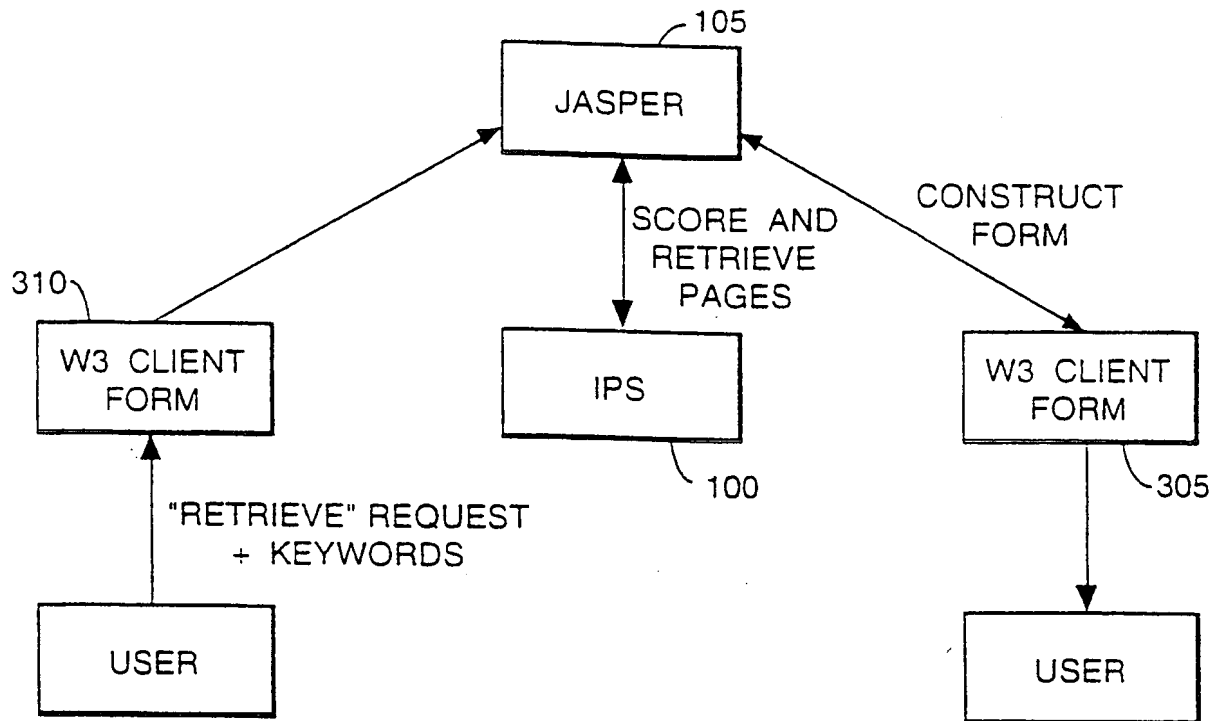 105
JASPER
CONSTRUCT
FORM
SCORE AND
RETRIEVE
PAGES
310
W3 CLIENT
FORM
IPS
W3 CLIENT
FORM
100
305
"RETRIEVE" REQUEST
+ KEYWORDS
USER
USER